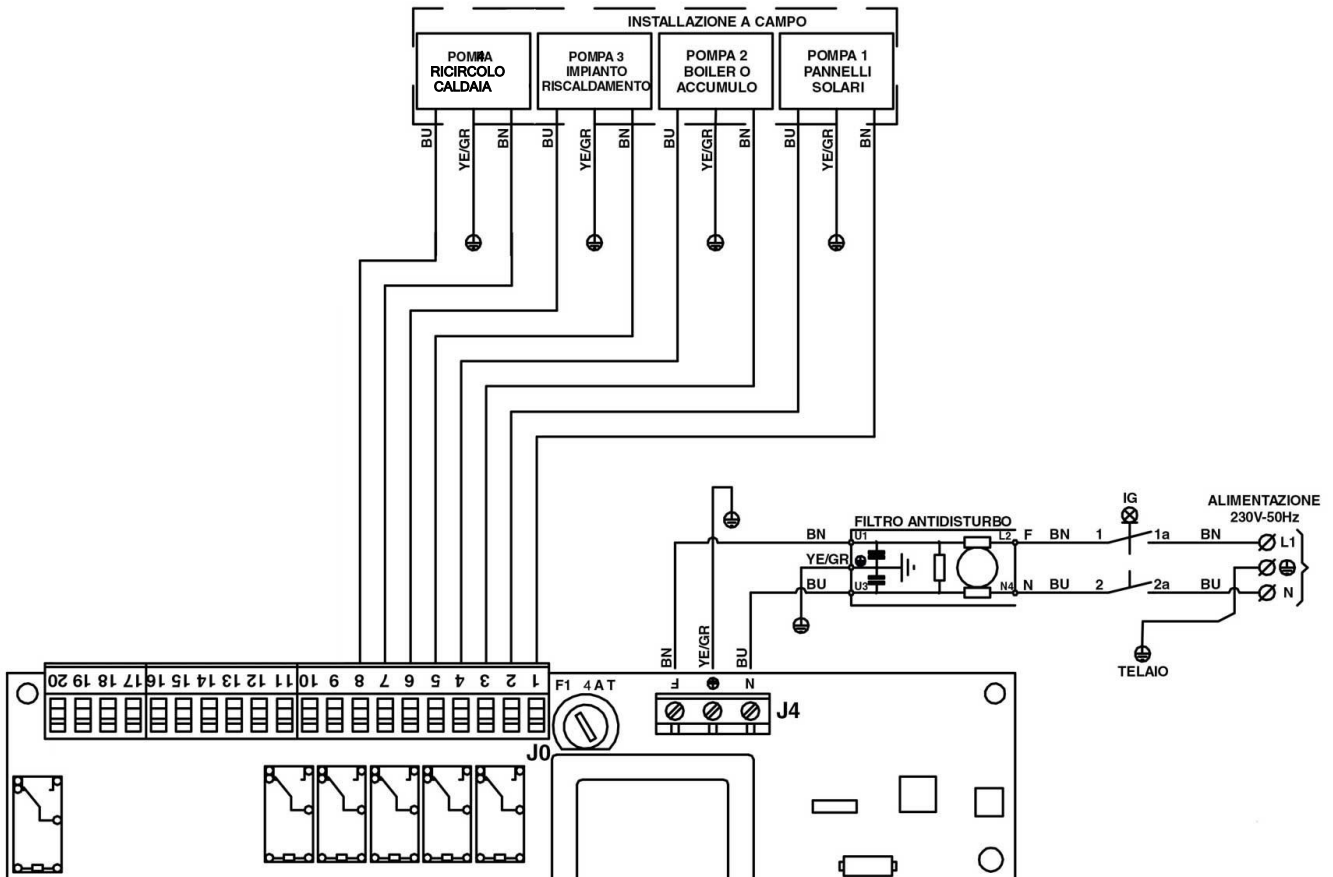 INSTALLAZIONE A CAMPO
POMPA 4
RICIRCOLO
CALDAIA
POMPA 3
IMPIANTO
RISCALDAMENTO
POMPA 2
BOILER O
ACCUMULO
POMPA 1
PANNELLI
SOLARI
BU
YE/GR
BN
BU
YE/GR
BN
BU
YE/GR
BN
BU
YE/GR
BN
IG
ALIMENTAZIONE
230V-50Hz
FILTRO ANTIDISTURBO
BN
U1
L2
F
BN
1
1a
BN
L1
YE/GR
BU
U3
N4
N
BU
2
2a
BU
N
TELAIO
BN
YE/GR
BU
20 19 18 17 16 15 14 13 12 11 10 9 8 7 6 5 4 3 2 1
F1 4 A T
F
N
J4
J0